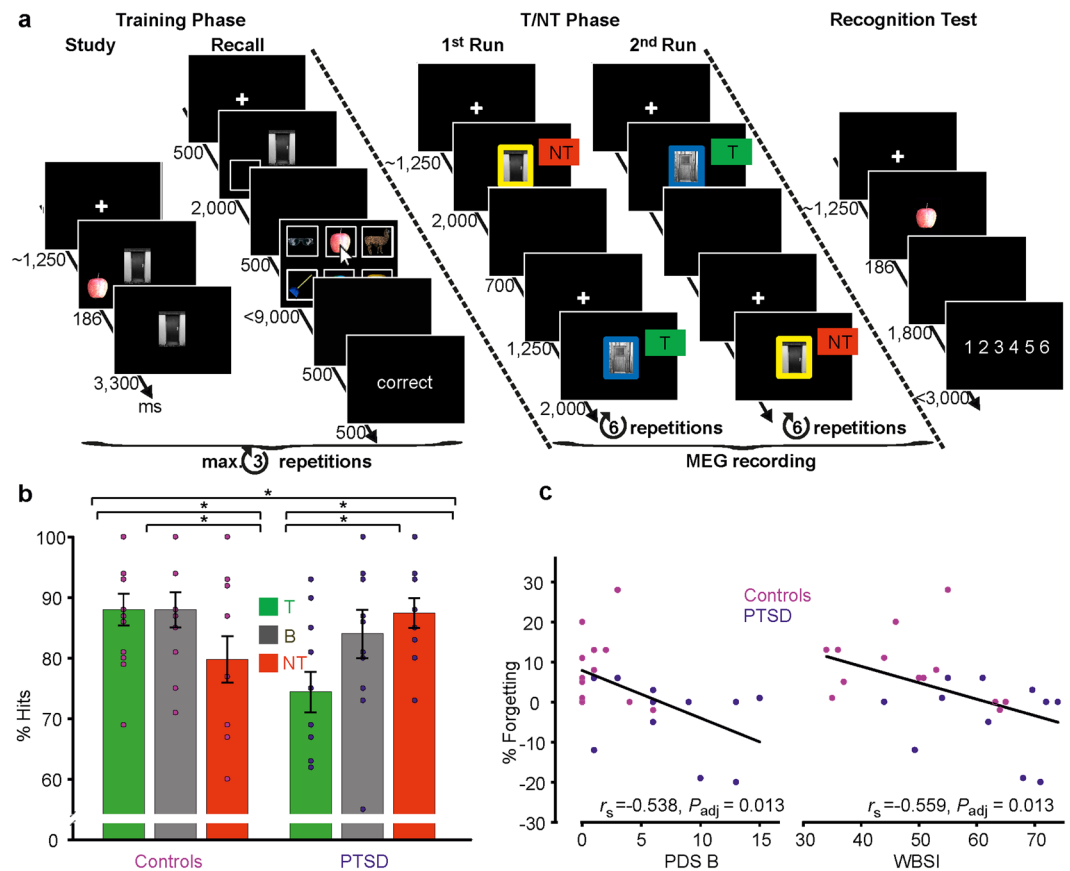 a
Training Phase
T/NT Phase
Recognition Test
Study
Recall
1st Run
2nd Run
~1,250
186
3,300
ms
500
2,000
500
<9,000
500
correct
500
max. 3 repetitions
~1,250
NT
2,000
700
1,250
T
2,000
6 repetitions
T
NT
6 repetitions
MEG recording
~1,250
186
1,800
1 2 3 4 5 6
<3,000
b
* 
* *
* *
100
90
80
70
60
0
% Hits
T
B
NT
Controls
PTSD
c
30
20
10
0
-10
-20
-30
% Forgetting
Controls
PTSD
rs=-0.538, Padj = 0.013
rs=-0.559, Padj = 0.013
0 5 10 15
30 40 50 60 70
PDS B
WBSI